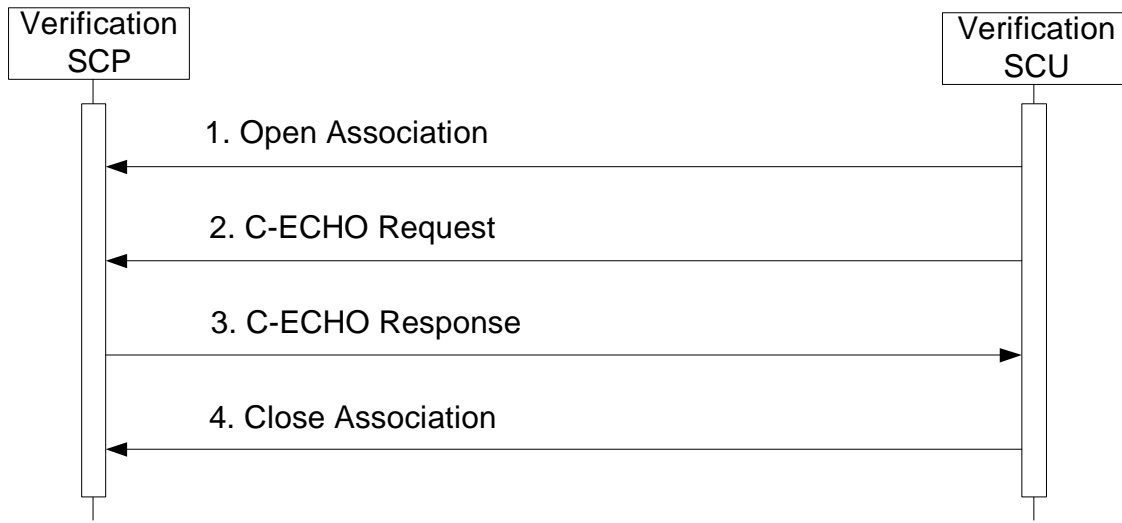 Verification
SCP
Verification
SCU
1. Open Association
2. C-ECHO Request
3. C-ECHO Response
4. Close Association